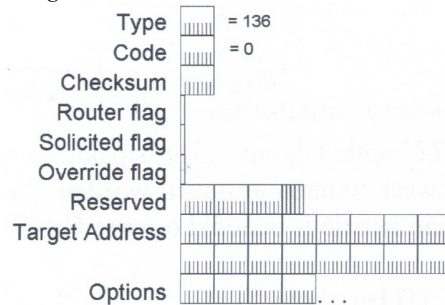 Type = 136
Code = 0
Checksum
Router flag
Solicited flag
Override flag
Reserved
Target Address
Options ...